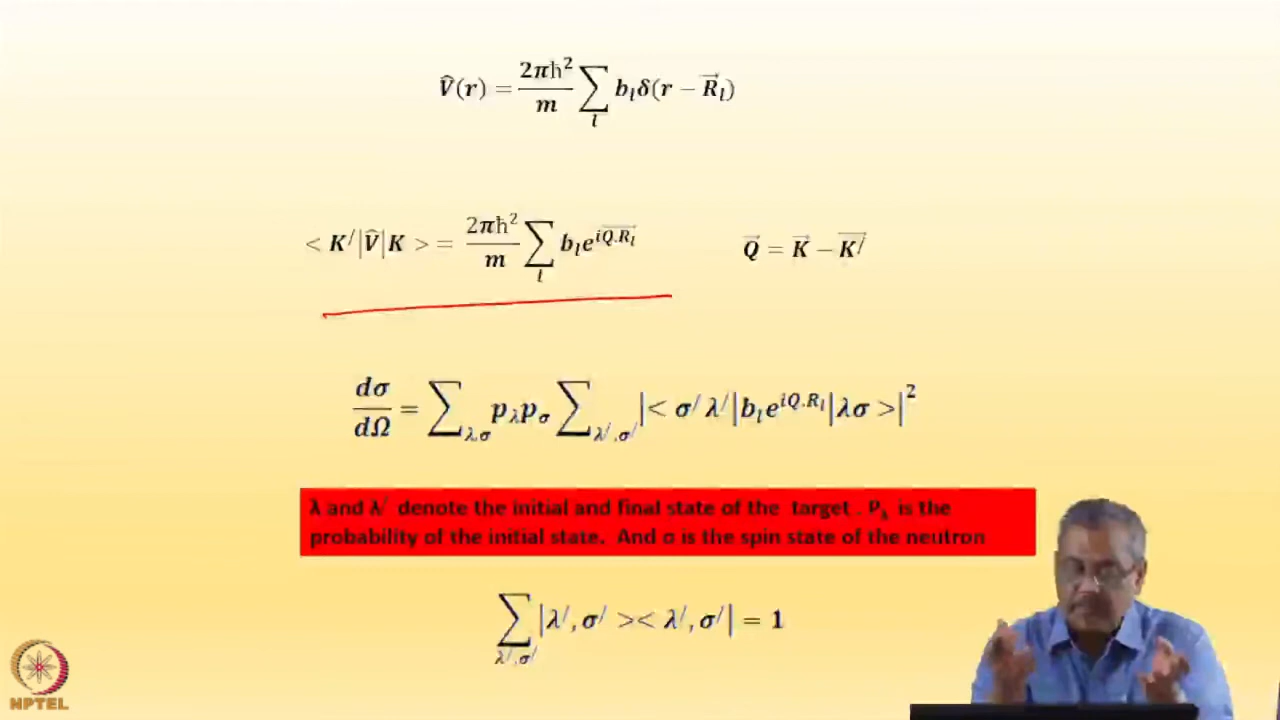 V̂(r) = 2πħ²/m ∑_l b_l δ(r − R⃗_l)
< K′|V̂|K > = 2πħ²/m ∑_l b_l e^{iQ⃗.R⃗_l}    Q⃗ = K⃗ − K⃗′
dσ/dΩ = ∑_{λ,σ} p_λ p_σ ∑_{λ′,σ′} |< σ′λ′|b_l e^{iQ.R_l}|λσ >|²
λ and λ′ denote the initial and final state of the target . P_λ is the
probability of the initial state. And σ is the spin state of the neutron
∑_{λ′,σ′} |λ′, σ′ >< λ′, σ′| = 1
NPTEL